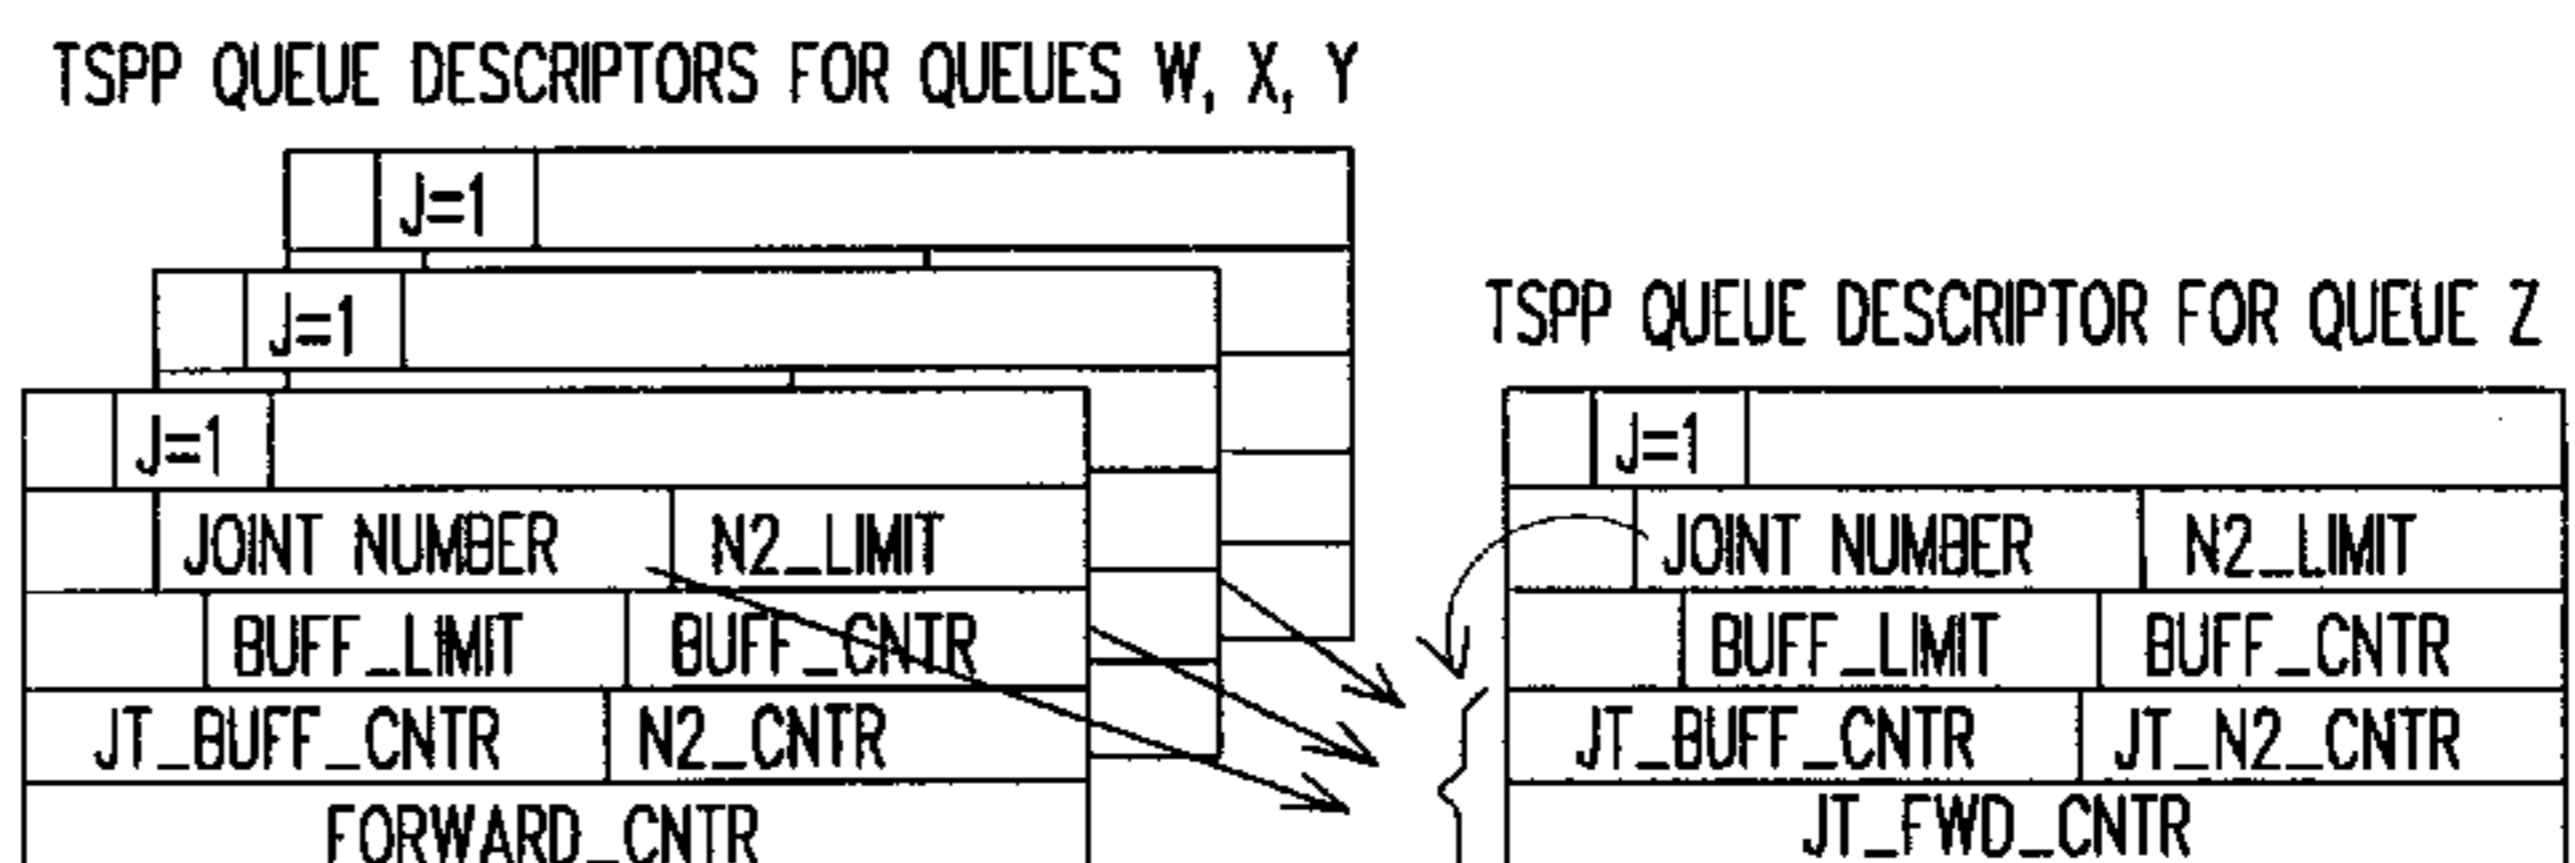 TSPP QUEUE DESCRIPTORS FOR QUEUES W, X, Y
J=1
J=1
J=1
JOINT NUMBER N2_LIMIT
BUFF_LIMIT BUFF_CNTR
JT_BUFF_CNTR N2_CNTR
FORWARD_CNTR
TSPP QUEUE DESCRIPTOR FOR QUEUE Z
J=1
JOINT NUMBER N2_LIMIT
BUFF_LIMIT BUFF_CNTR
JT_BUFF_CNTR JT_N2_CNTR
JT_FWD_CNTR